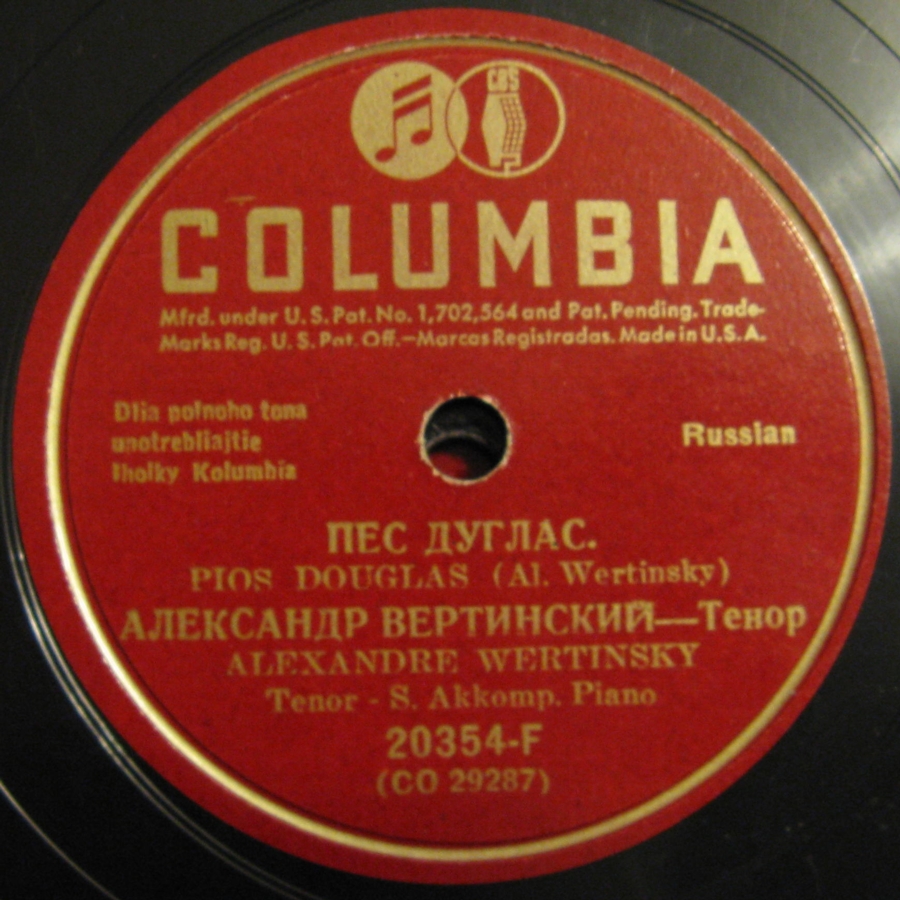 CBS
COLUMBIA
Mfrd. under U. S. Pat. No. 1,702,564 and Pat. Pending. Trade-
Marks Reg. U. S. Pat. Off.—Marcas Registradas. Made in U.S.A.
Dlia polnoho tona
upotrebliajtie
Iholky Kolumbia
Russian
ПЕС ДУГЛАС.
PIOS DOUGLAS (Al. Wertinsky)
АЛЕКСАНДР ВЕРТИНСКИЙ—Тенор
ALEXANDRE WERTINSKY
Tenor - S. Akkomp. Piano
20354-F
(CO 29287)